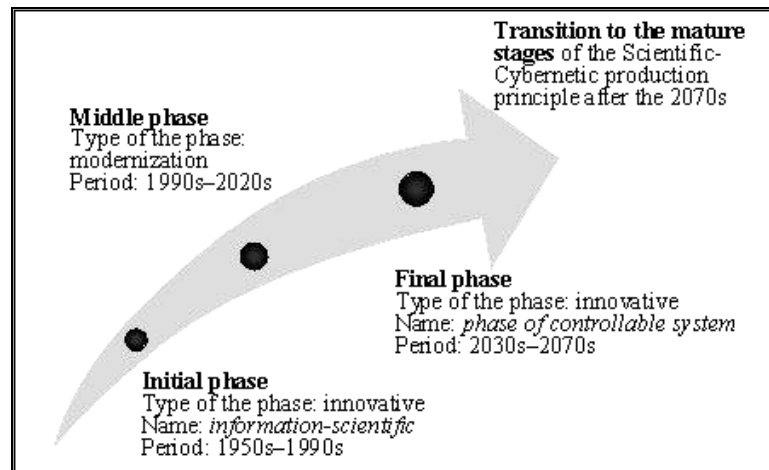 Transition to the mature
stages of the Scientific-
Cybernetic production
principle after the 2070s
Middle phase
Type of the phase:
modernization
Period: 1990s–2020s
Final phase
Type of the phase: innovative
Name: phase of controllable system
Period: 2030s–2070s
Initial phase
Type of the phase: innovative
Name: information-scientific
Period: 1950s–1990s